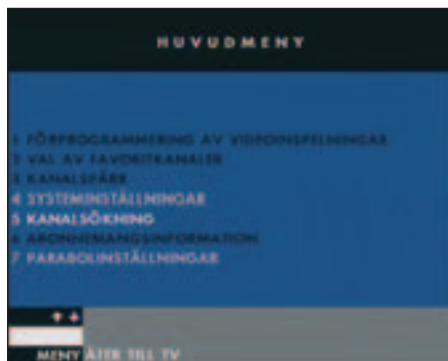 HUVUDMENY
1 FÖRPROGRAMMERING AV VIDEOINSPELNINGAR
2 VAL AV FAVORITKANALER
3 KANALSPÄRR
4 SYSTEMINSTÄLLNINGAR
5 KANALSÖKNING
6 ABONNEMANGSINFORMATION
7 PARABOLINSTÄLLNINGAR
MENY ÅTER TILL TV